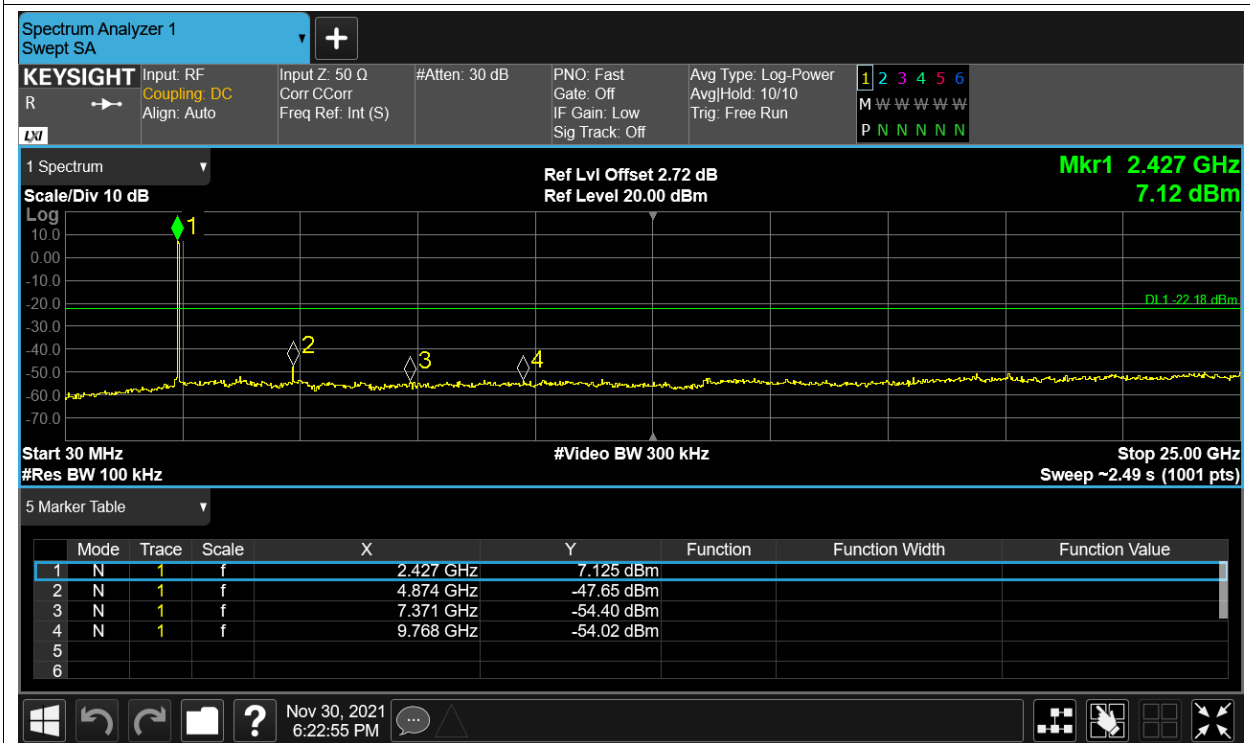 Spectrum Analyzer 1
Swept SA
KEYSIGHT
R
LXI
Input: RF
Coupling: DC
Align: Auto
Input Z: 50 Ω
Corr CCorr
Freq Ref: Int (S)
#Atten: 30 dB
PNO: Fast
Gate: Off
IF Gain: Low
Sig Track: Off
Avg Type: Log-Power
Avg|Hold: 10/10
Trig: Free Run
1 2 3 4 5 6
M W W W W W
P N N N N N
1 Spectrum
Scale/Div 10 dB
Ref Lvl Offset 2.72 dB
Ref Level 20.00 dBm
Mkr1 2.427 GHz
7.12 dBm
Log
10.0
0.00
-10.0
-20.0
-30.0
-40.0
-50.0
-60.0
-70.0
1
2
3
4
DL1 -22.18 dBm
Start 30 MHz
#Res BW 100 kHz
#Video BW 300 kHz
Stop 25.00 GHz
Sweep ~2.49 s (1001 pts)
5 Marker Table
Mode Trace Scale X Y Function Function Width Function Value
1 N 1 f 2.427 GHz 7.125 dBm
2 N 1 f 4.874 GHz -47.65 dBm
3 N 1 f 7.371 GHz -54.40 dBm
4 N 1 f 9.768 GHz -54.02 dBm
5
6
?
Nov 30, 2021
6:22:55 PM